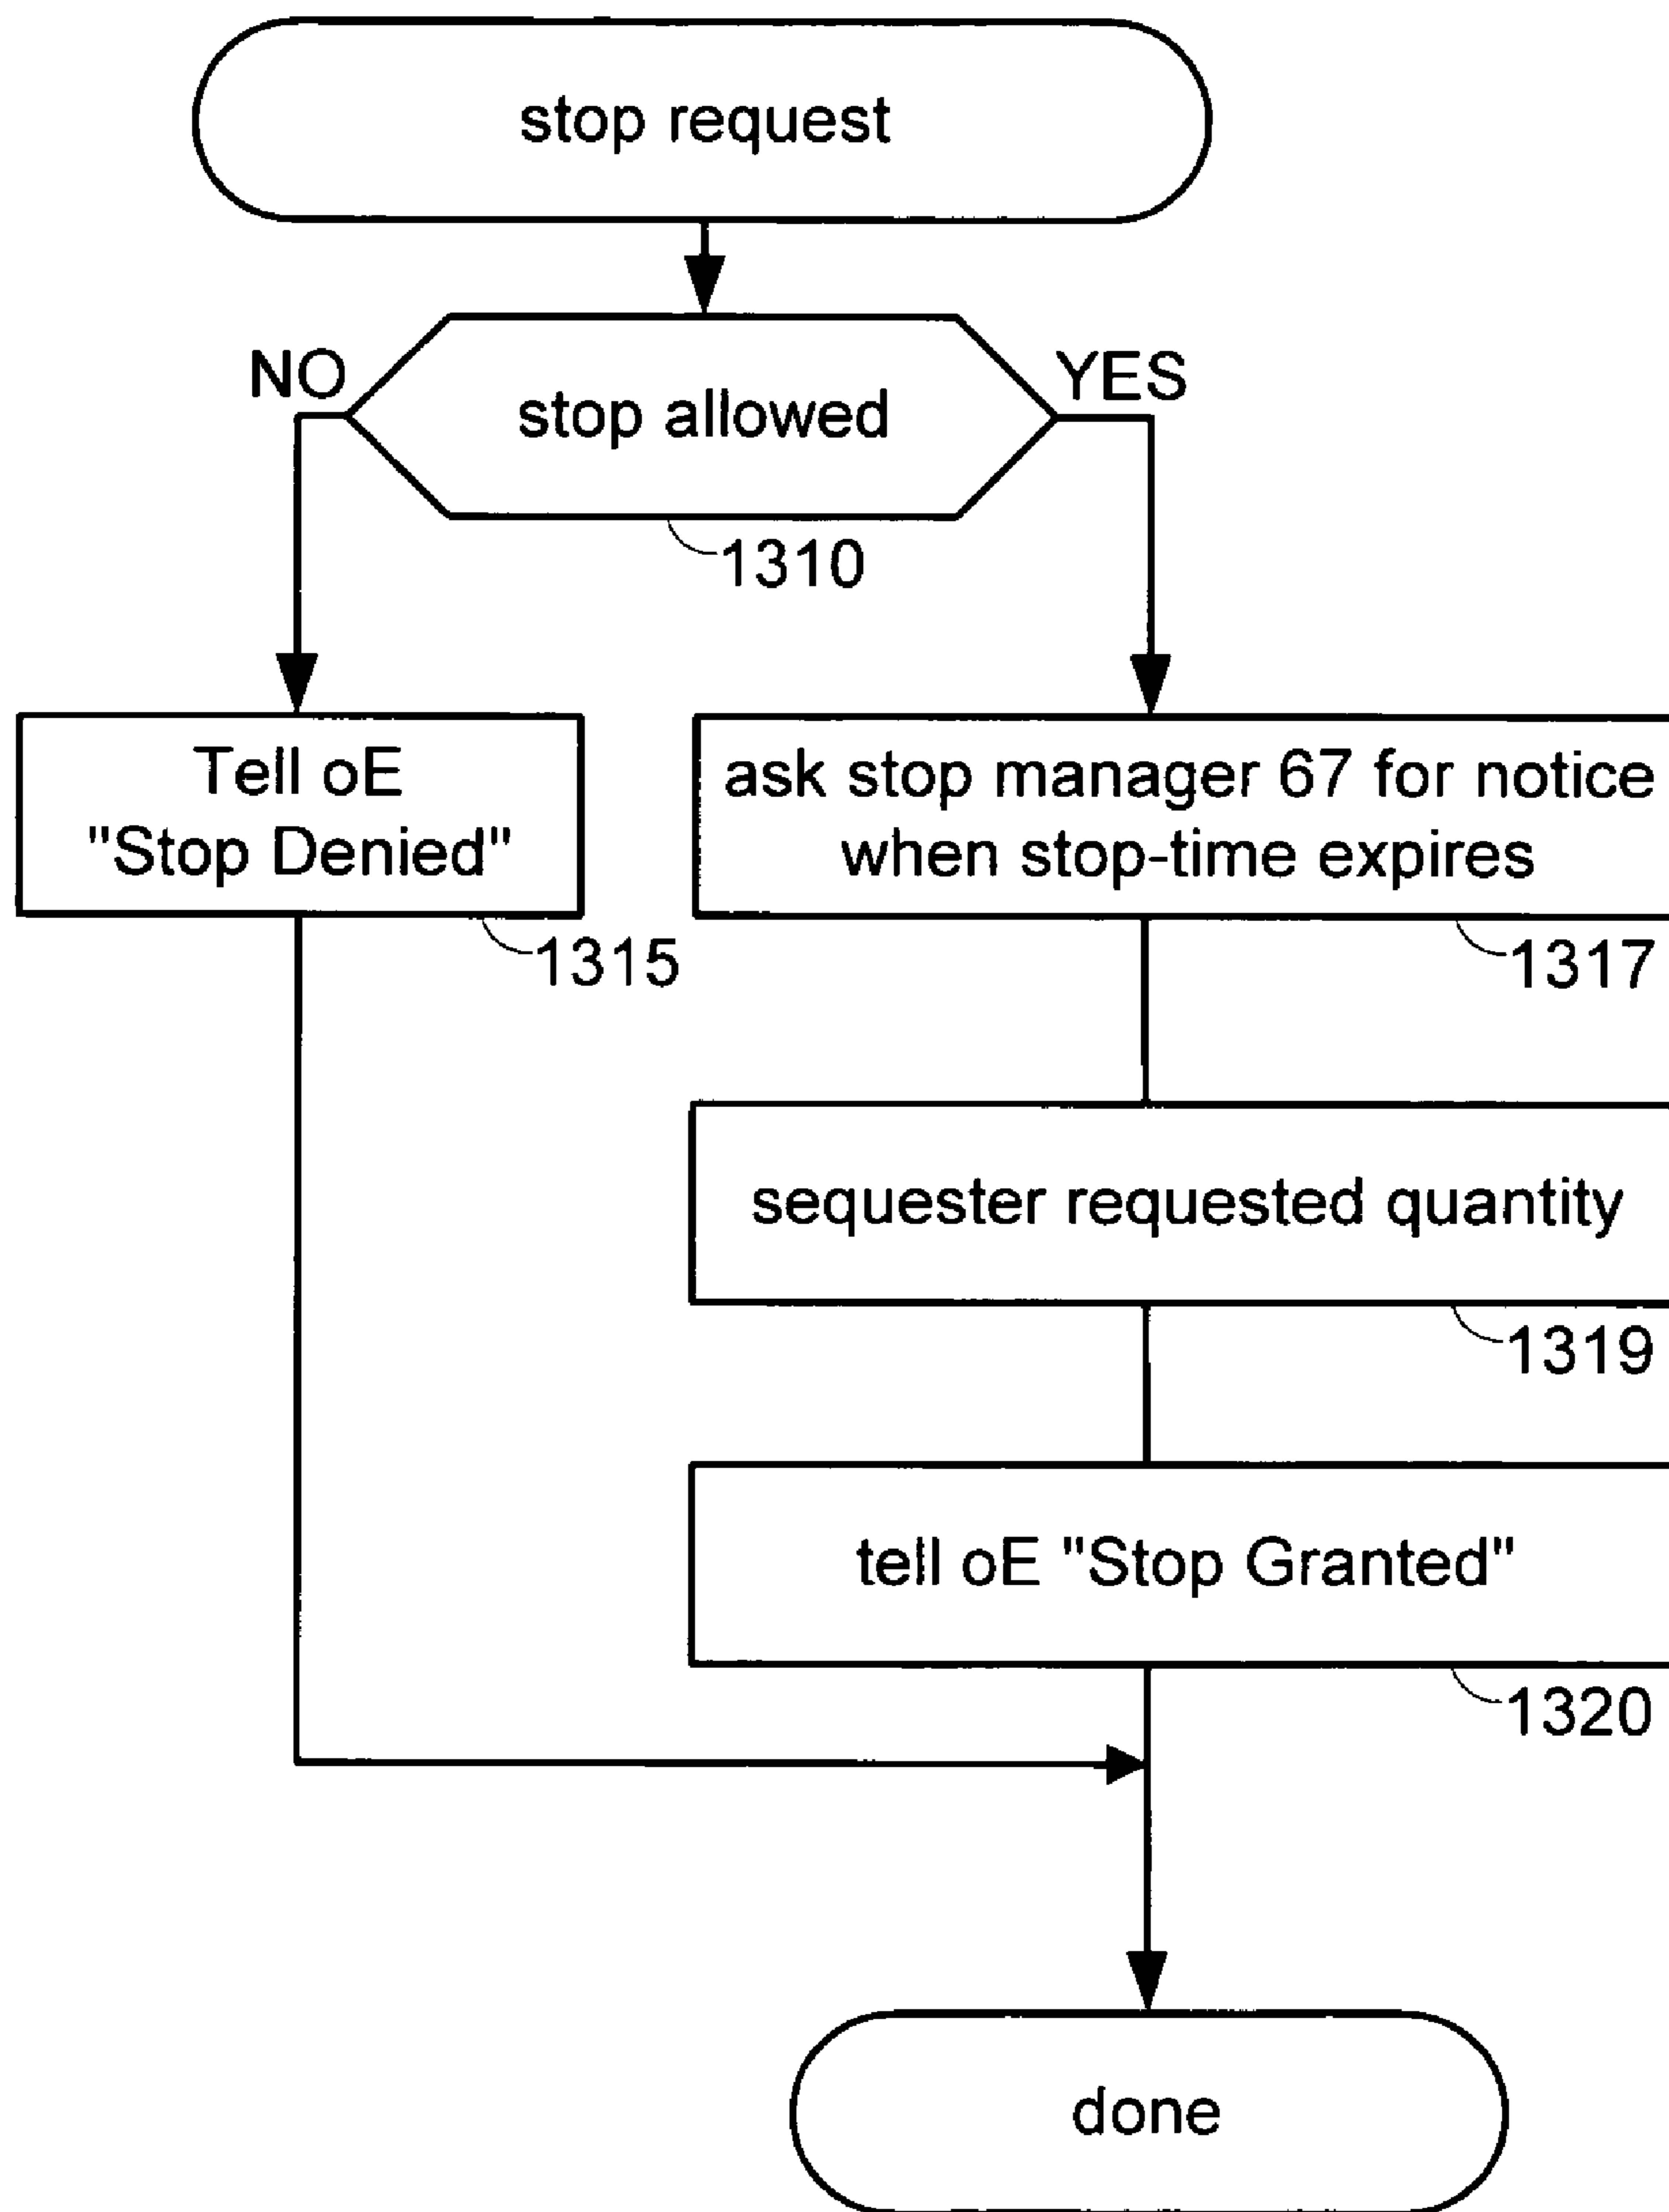 stop request
NO
YES
stop allowed
1310
Tell oE
"Stop Denied"
1315
ask stop manager 67 for notice
when stop-time expires
1317
sequester requested quantity
1319
tell oE "Stop Granted"
1320
done